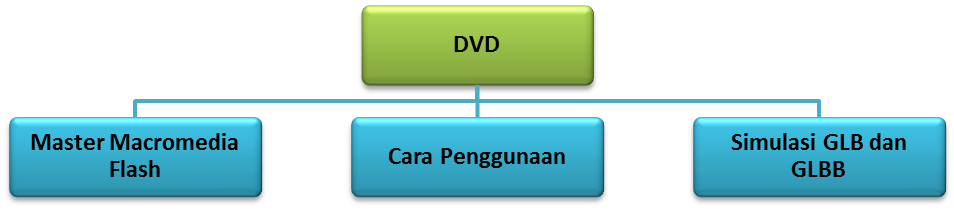 DVD
Master Macromedia
Flash
Cara Penggunaan
Simulasi GLB dan
GLBB